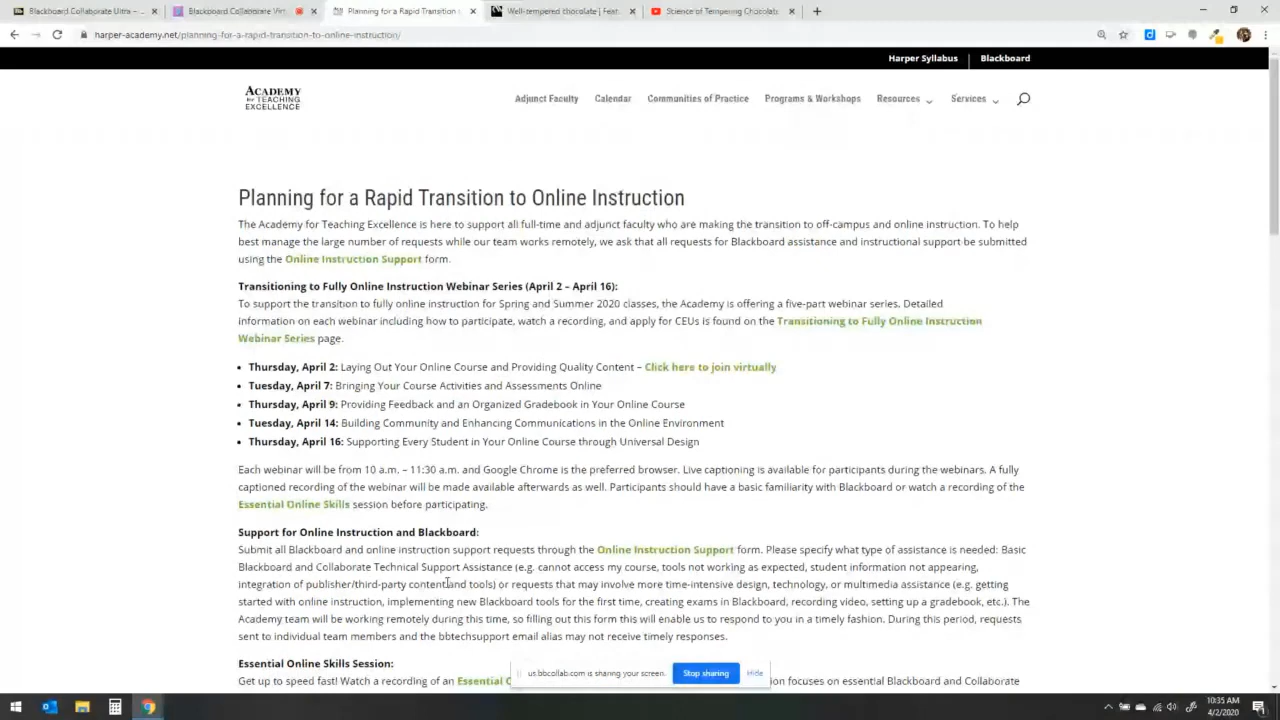 Blackboard Collaborate Ultra –
Blackboard Collaborate Ultr
Planning for a Rapid Transition
Well-tempered chocolate | Feat
Science of Tempering Chocolat
harper-academy.net/planning-for-a-rapid-transition-to-online-instruction/
Harper Syllabus
Blackboard
ACADEMY
for TEACHING
EXCELLENCE
Adjunct Faculty
Calendar
Communities of Practice
Programs & Workshops
Resources
Services
Planning for a Rapid Transition to Online Instruction
The Academy for Teaching Excellence is here to support all full-time and adjunct faculty who are making the transition to off-campus and online instruction. To help
best manage the large number of requests while our team works remotely, we ask that all requests for Blackboard assistance and instructional support be submitted
using the Online Instruction Support form.
Transitioning to Fully Online Instruction Webinar Series (April 2 – April 16):
To support the transition to fully online instruction for Spring and Summer 2020 classes, the Academy is offering a five-part webinar series. Detailed
information on each webinar including how to participate, watch a recording, and apply for CEUs is found on the Transitioning to Fully Online Instruction
Webinar Series page.
• Thursday, April 2: Laying Out Your Online Course and Providing Quality Content – Click here to join virtually
• Tuesday, April 7: Bringing Your Course Activities and Assessments Online
• Thursday, April 9: Providing Feedback and an Organized Gradebook in Your Online Course
• Tuesday, April 14: Building Community and Enhancing Communications in the Online Environment
• Thursday, April 16: Supporting Every Student in Your Online Course through Universal Design
Each webinar will be from 10 a.m. – 11:30 a.m. and Google Chrome is the preferred browser. Live captioning is available for participants during the webinars. A fully
captioned recording of the webinar will be made available afterwards as well. Participants should have a basic familiarity with Blackboard or watch a recording of the
Essential Online Skills session before participating.
Support for Online Instruction and Blackboard:
Submit all Blackboard and online instruction support requests through the Online Instruction Support form. Please specify what type of assistance is needed: Basic
Blackboard and Collaborate Technical Support Assistance (e.g. cannot access my course, tools not working as expected, student information not appearing,
integration of publisher/third-party content and tools) or requests that may involve more time-intensive design, technology, or multimedia assistance (e.g. getting
started with online instruction, implementing new Blackboard tools for the first time, creating exams in Blackboard, recording video, setting up a gradebook, etc.). The
Academy team will be working remotely during this time, so filling out this form this will enable us to respond to you in a timely fashion. During this period, requests
sent to individual team members and the bbtechsupport email alias may not receive timely responses.
Essential Online Skills Session:
Get up to speed fast! Watch a recording of an Essential O
ion focuses on essential Blackboard and Collaborate
us.bbcollab.com is sharing your screen.
Stop sharing
Hide
10:35 AM
4/2/2020